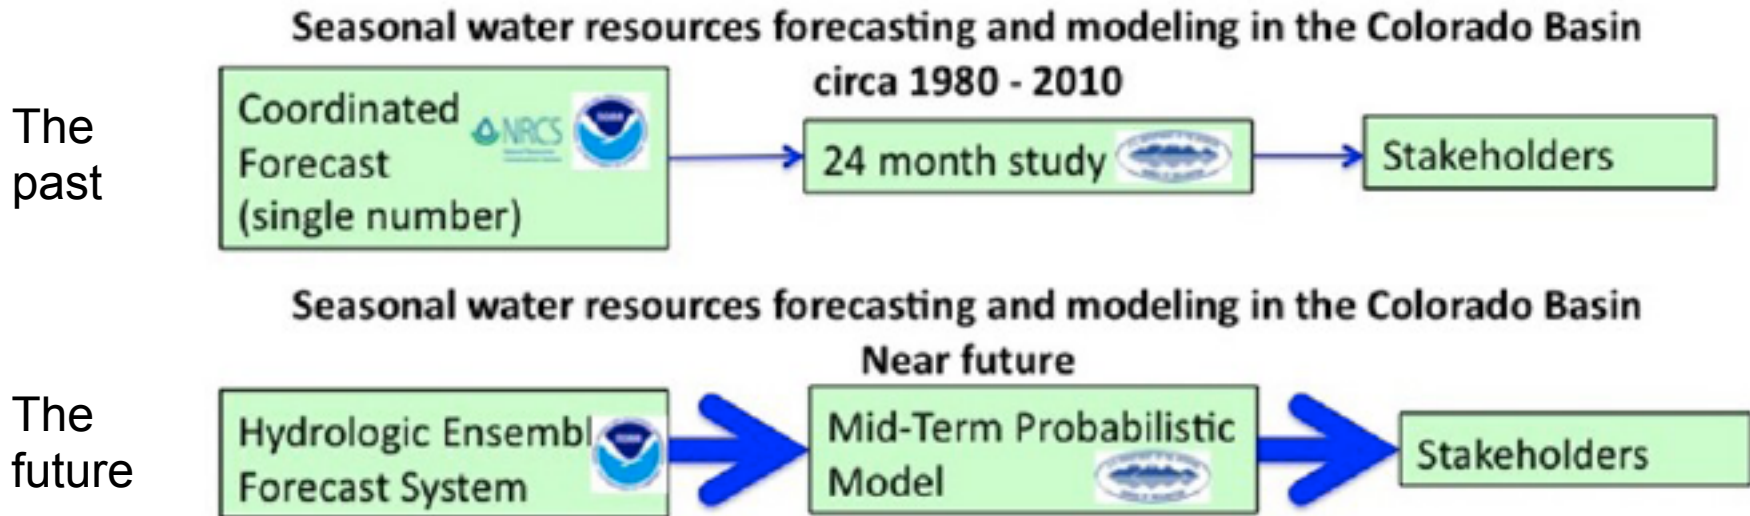 Seasonal water resources forecasting and modeling in the Colorado Basin
circa 1980 - 2010
The
past
Coordinated
Forecast
(single number)
NRCS
24 month study
Stakeholders
Seasonal water resources forecasting and modeling in the Colorado Basin
Near future
The
future
Hydrologic Ensembl
Forecast System
Mid-Term Probabilistic
Model
Stakeholders